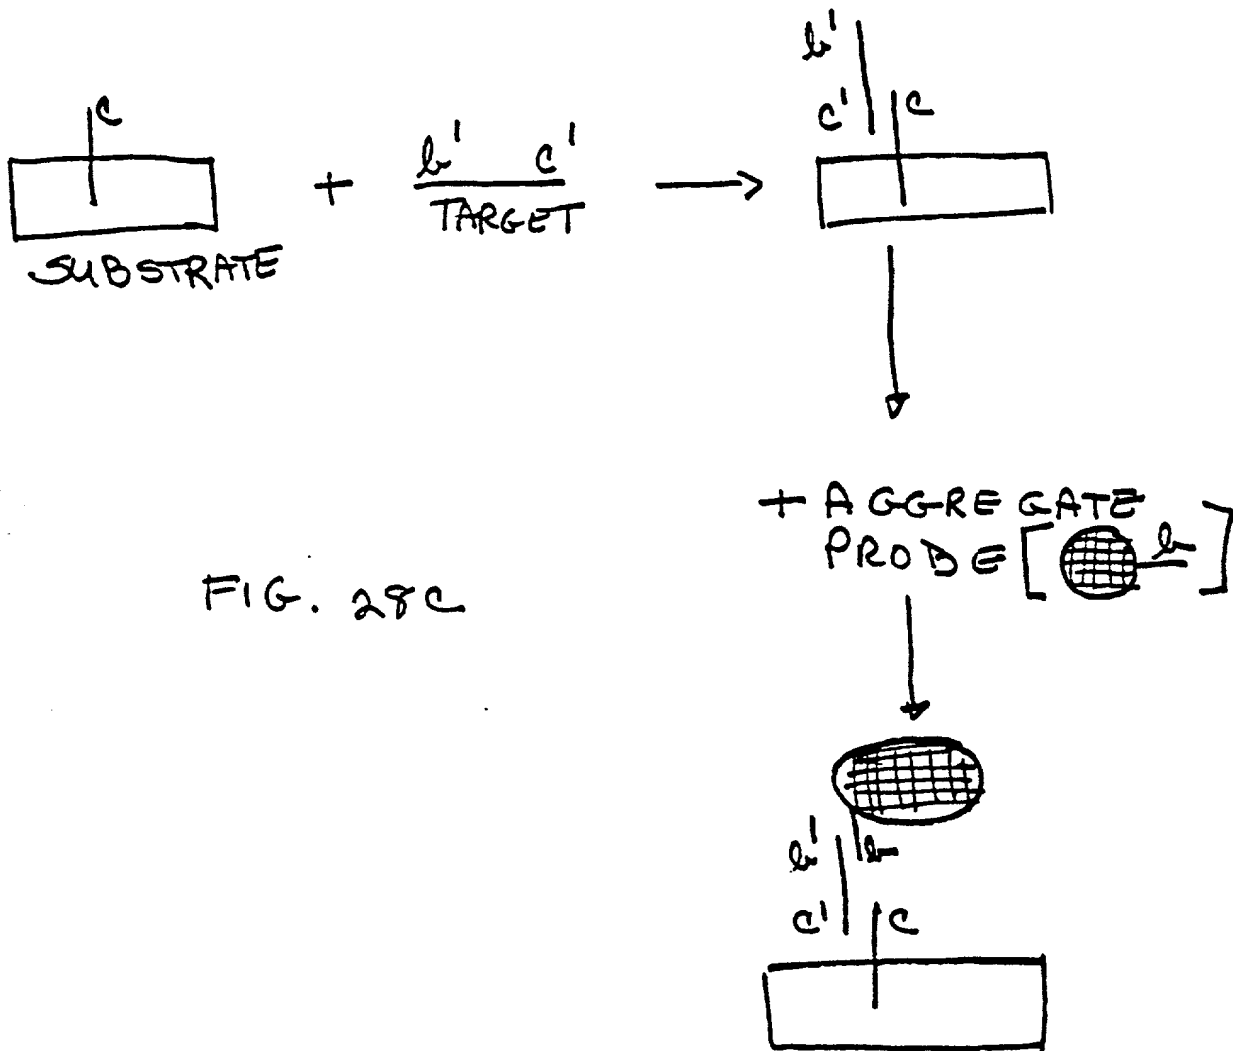 b'
c' c
c
+ b' c' 
TARGET
SUBSTRATE
+ AGGREGATE
PROBE [ b ]
FIG. 28C
b' b
c' c